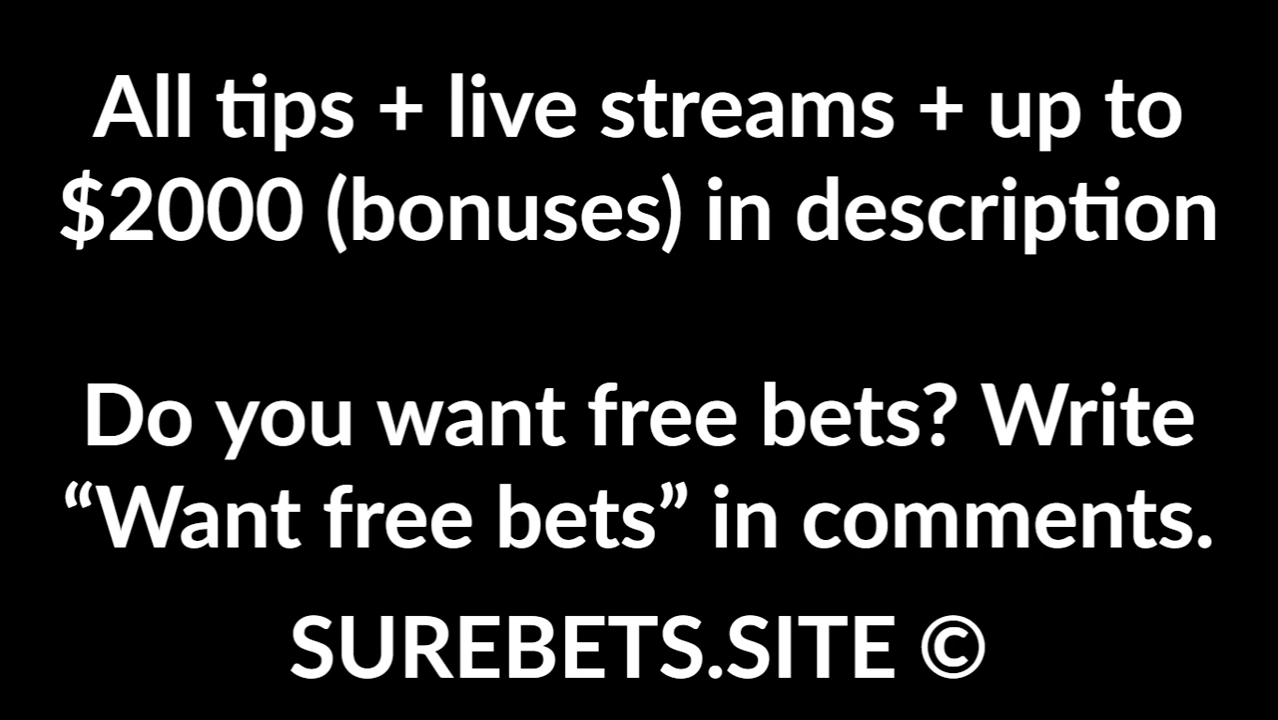 All tips + live streams + up to
$2000 (bonuses) in description
Do you want free bets? Write
“Want free bets” in comments.
SUREBETS.SITE ©